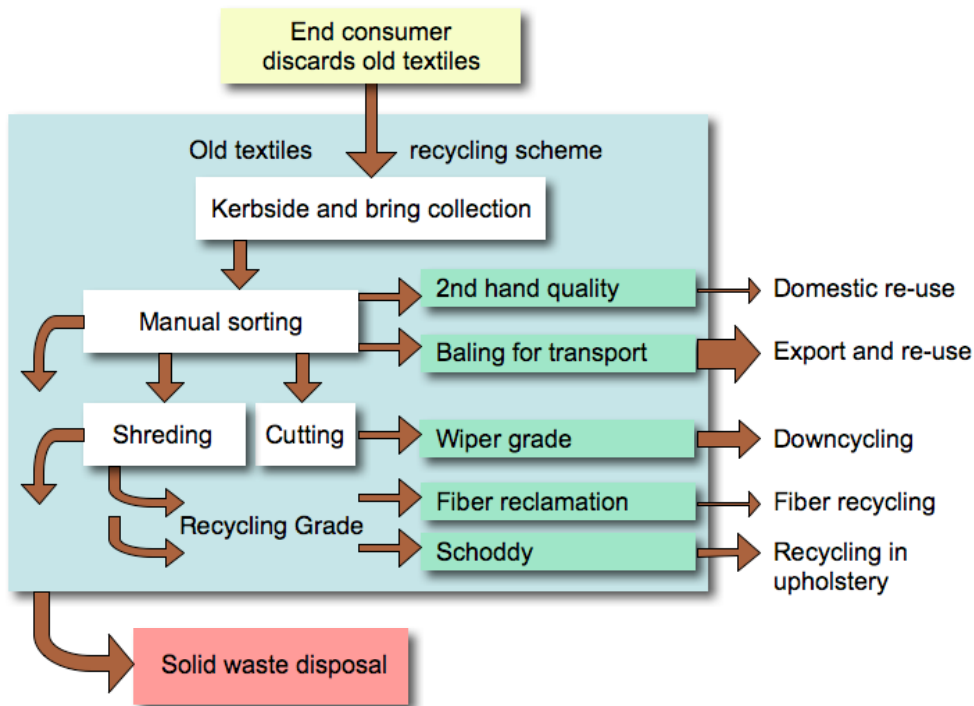 End consumer
discards old textiles
Old textiles recycling scheme
Kerbside and bring collection
Manual sorting
2nd hand quality
Domestic re-use
Baling for transport
Export and re-use
Shreding
Cutting
Wiper grade
Downcycling
Recycling Grade
Fiber reclamation
Fiber recycling
Schoddy
Recycling in
upholstery
Solid waste disposal